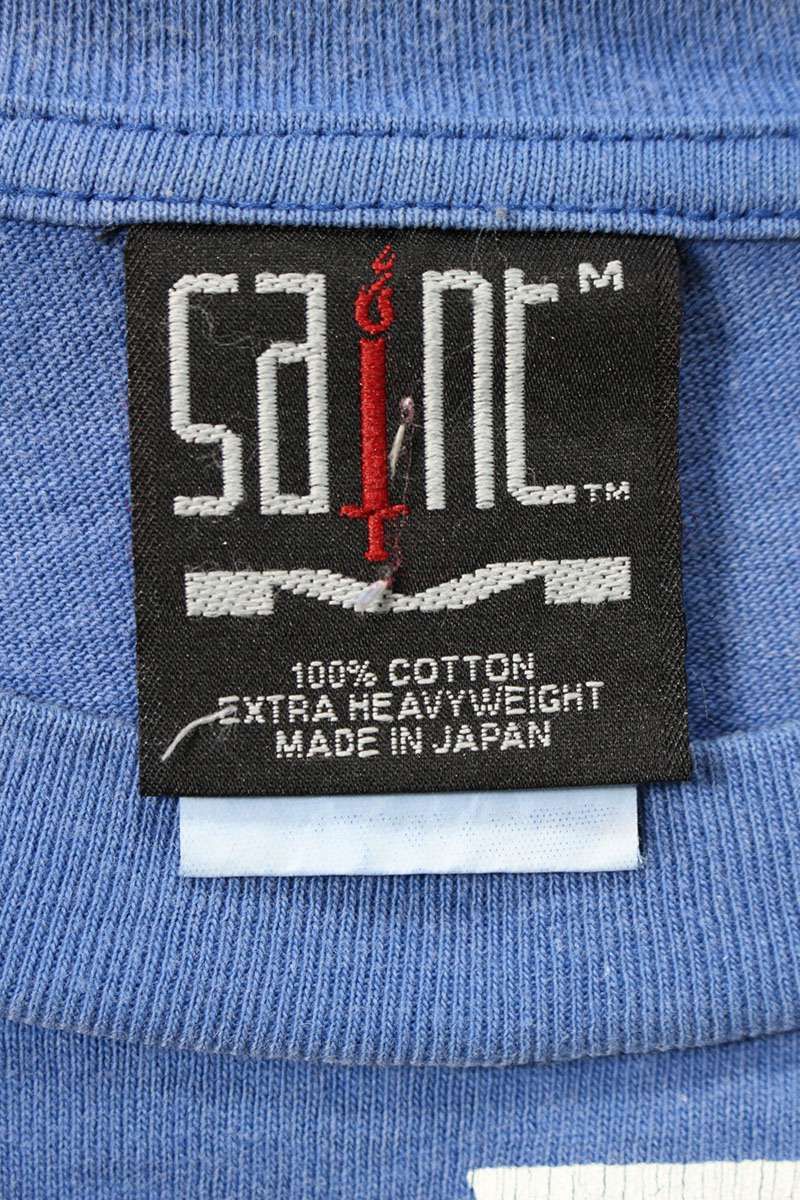 saint M
TM
100% COTTON
EXTRA HEAVYWEIGHT
MADE IN JAPAN